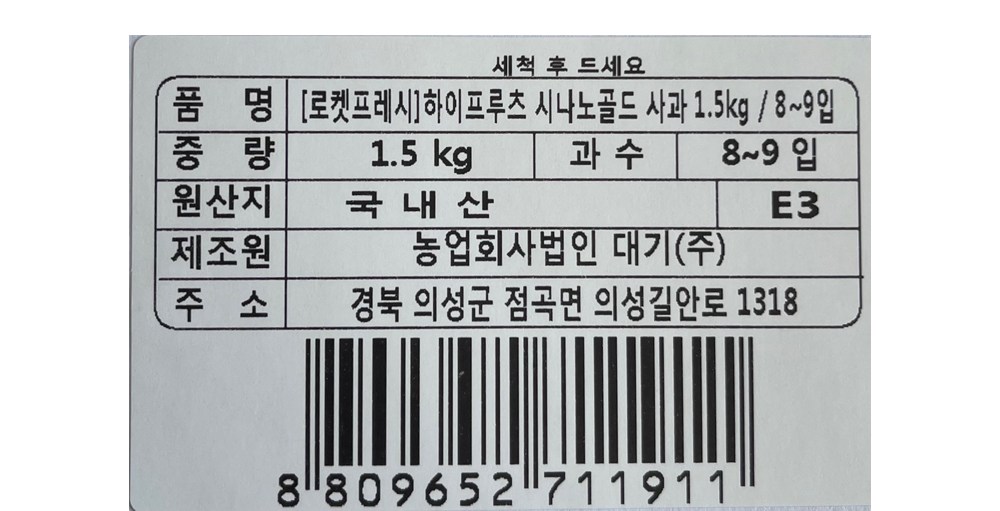 세척 후 드세요
품 명 [로켓프레시]하이프루츠 시나노골드 사과 1.5kg / 8~9입
중 량 1.5 kg 과 수 8~9 입
원산지 국 내 산 E3
제조원 농업회사법인 대기(주)
주 소 경북 의성군 점곡면 의성길안로 1318
8 809652 711911